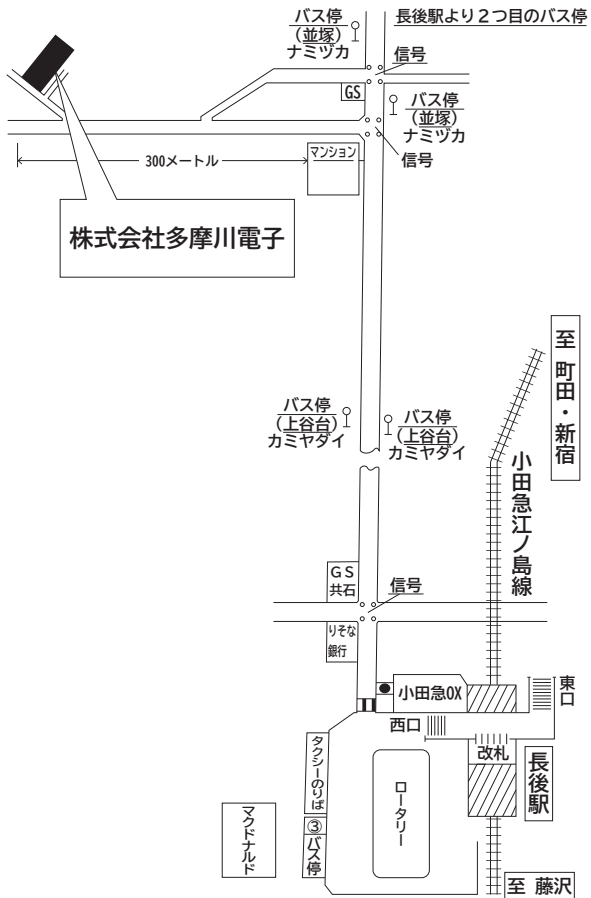 バス停
(並塚)
ナミヅカ
長後駅より2つ目のバス停
信号
GS
バス停
(並塚)
ナミヅカ
信号
マンション
300メートル
株式会社多摩川電子
至 町田・新宿
バス停
(上谷台)
カミヤダイ
バス停
(上谷台)
カミヤダイ
小田急江ノ島線
GS
共石
信号
りそな
銀行
小田急OX
東口
西口
改札
長後駅
タクシーのりば
ロータリー
③バス停
マクドナルド
至 藤沢